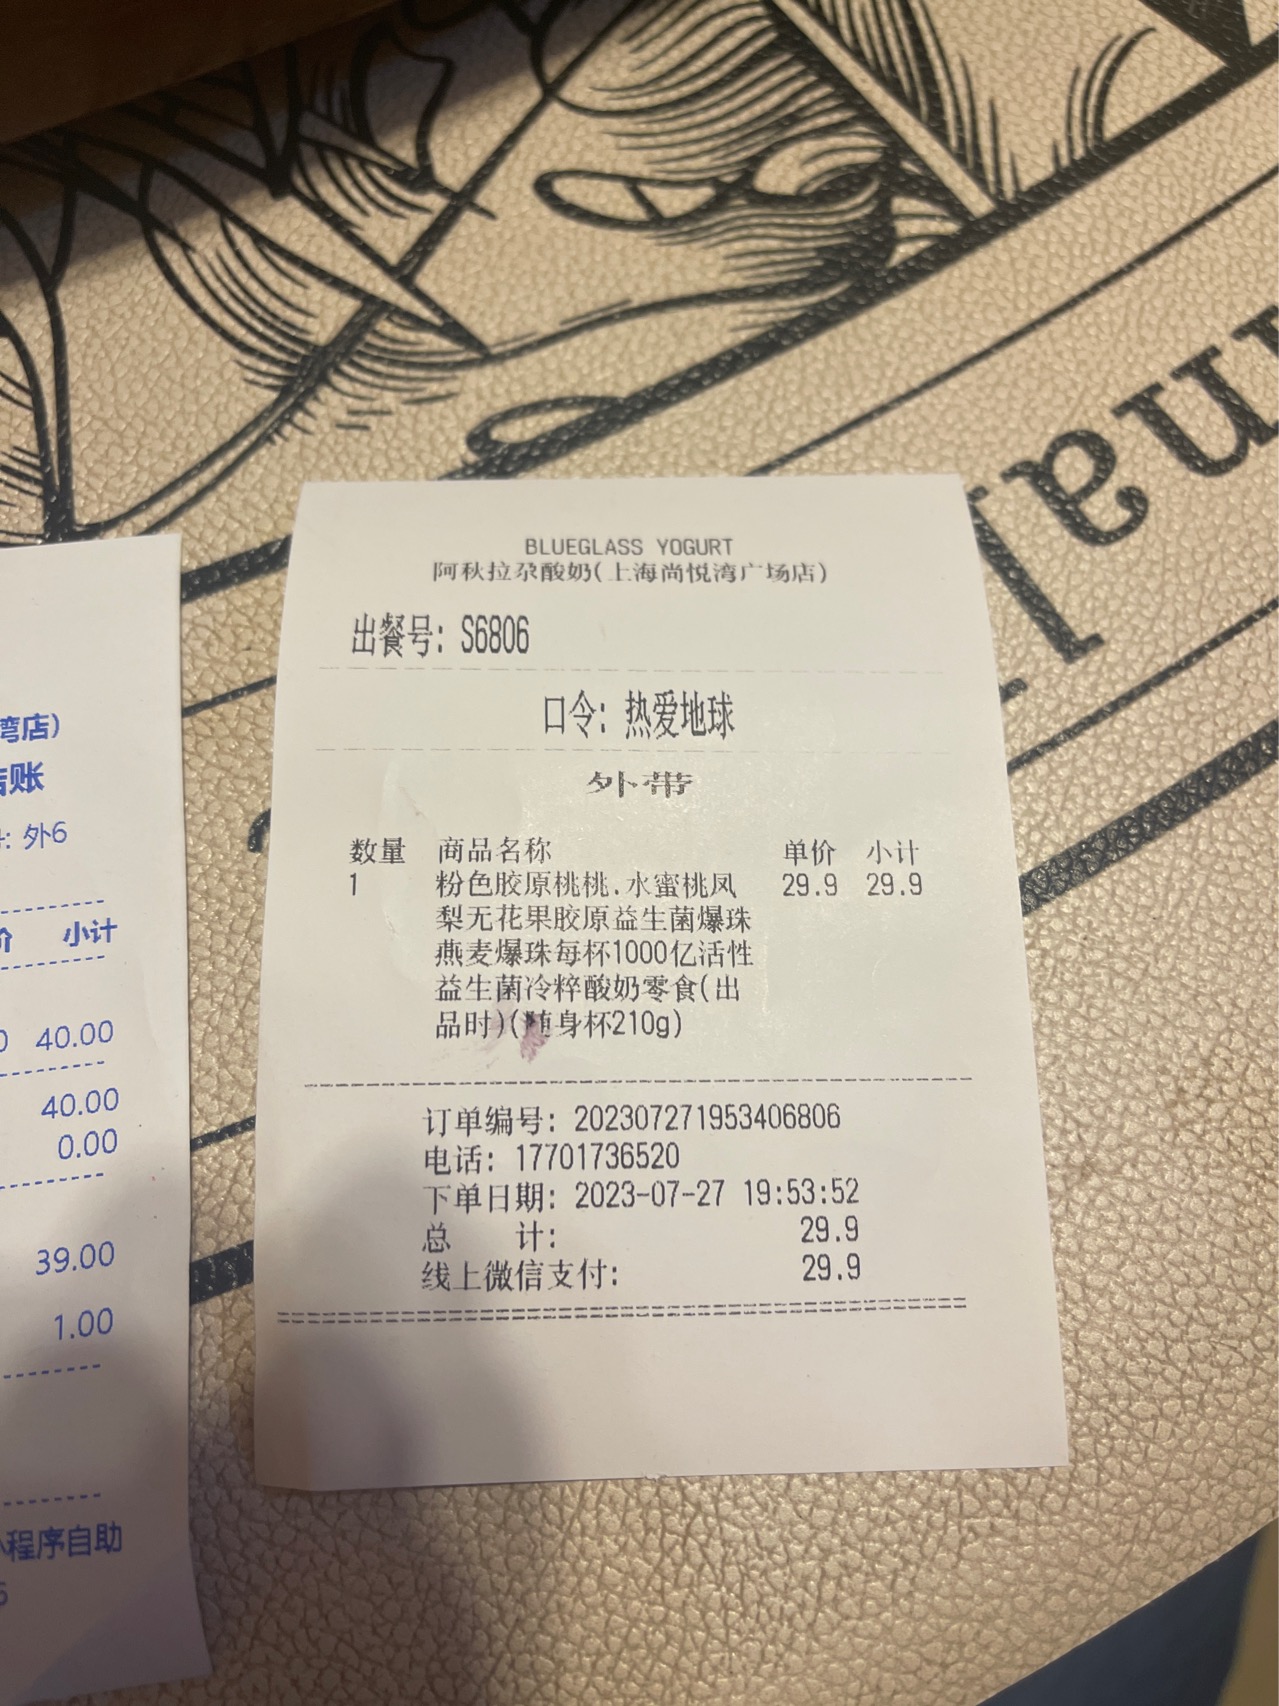 BLUEGLASS YOGURT
阿秋拉尕酸奶(上海尚悦湾广场店)
出餐号: S6806
口令: 热爱地球
外带
数量 商品名称 单价 小计
1 粉色胶原桃桃.水蜜桃凤 29.9 29.9
梨无花果胶原益生菌爆珠
燕麦爆珠每杯1000亿活性
益生菌冷粹酸奶零食(出
品时)(随身杯210g)
订单编号: 202307271953406806
电话: 17701736520
下单日期: 2023-07-27 19:53:52
总 计: 29.9
线上微信支付: 29.9
湾店)
账
: 外6
小计
40.00
40.00
0.00
39.00
1.00
程序自助
nal